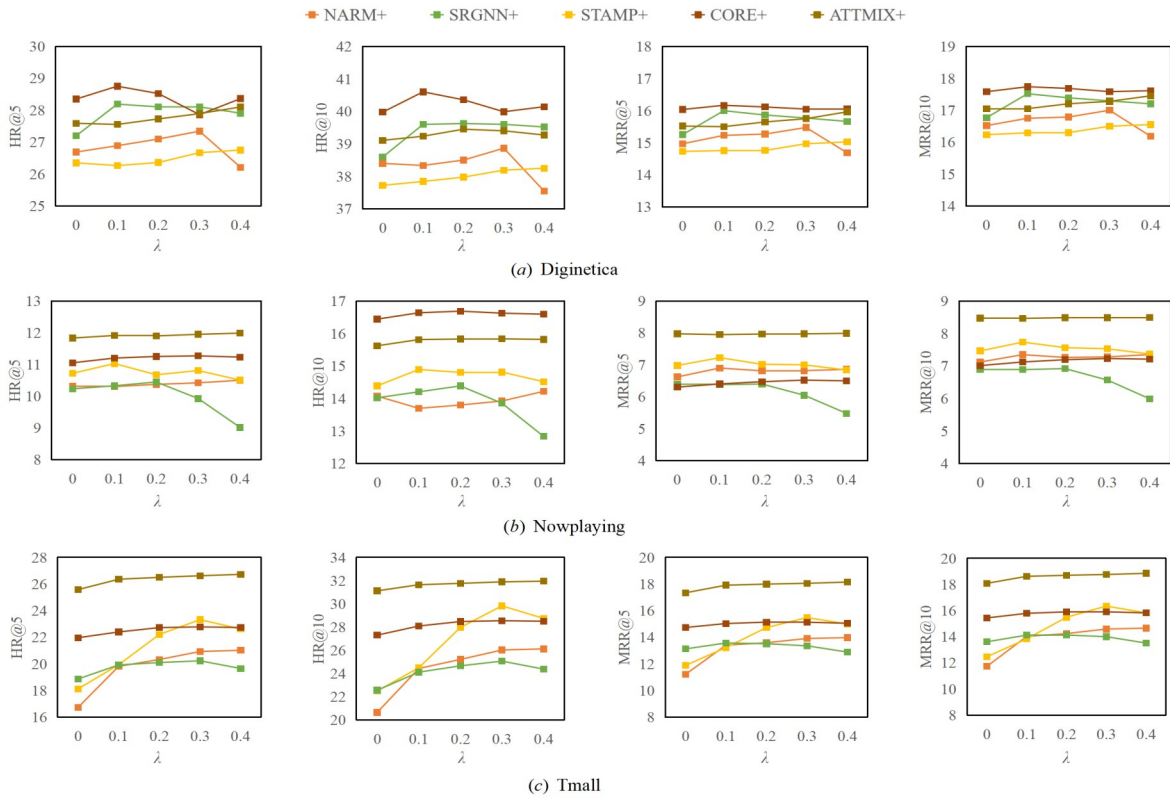 NARM+ SRGNN+ STAMP+ CORE+ ATTMIX+
HR@5
30
29
28
27
26
25
0 0.1 0.2 0.3 0.4
λ
HR@10
42
41
40
39
38
37
0 0.1 0.2 0.3 0.4
λ
MRR@5
18
17
16
15
14
13
0 0.1 0.2 0.3 0.4
λ
MRR@10
19
18
17
16
15
14
0 0.1 0.2 0.3 0.4
λ
(a) Diginetica
HR@5
13
12
11
10
9
8
0 0.1 0.2 0.3 0.4
λ
HR@10
17
16
15
14
13
12
0 0.1 0.2 0.3 0.4
λ
MRR@5
9
8
7
6
5
4
0 0.1 0.2 0.3 0.4
λ
MRR@10
9
8
7
6
5
4
0 0.1 0.2 0.3 0.4
λ
(b) Nowplaying
HR@5
28
26
24
22
20
18
16
0 0.1 0.2 0.3 0.4
λ
HR@10
34
32
30
28
26
24
22
20
0 0.1 0.2 0.3 0.4
λ
MRR@5
20
18
16
14
12
10
8
0 0.1 0.2 0.3 0.4
λ
MRR@10
20
18
16
14
12
10
8
0 0.1 0.2 0.3 0.4
λ
(c) Tmall